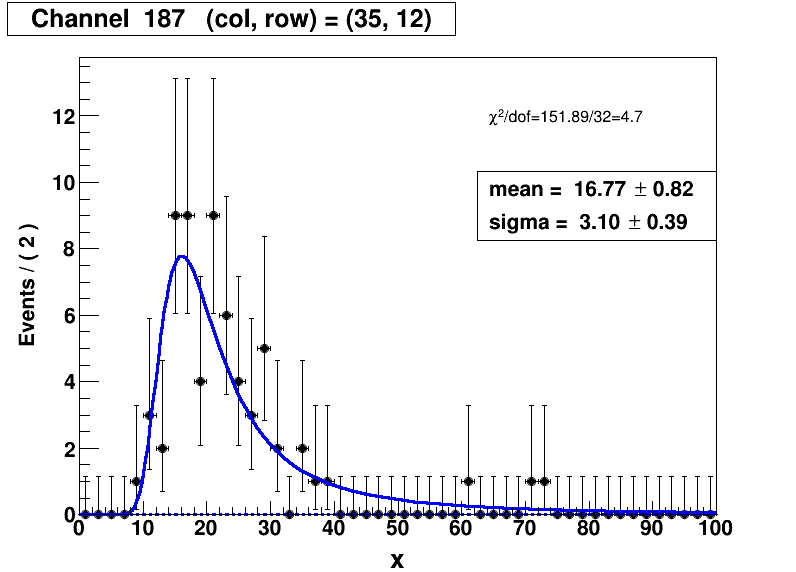 Channel 187 (col, row) = (35, 12)
χ²/dof=151.89/32=4.7
mean = 16.77 ± 0.82
sigma = 3.10 ± 0.39
Events / ( 2 )
12
10
8
6
4
2
0
0 10 20 30 40 50 60 70 80 90 100
x